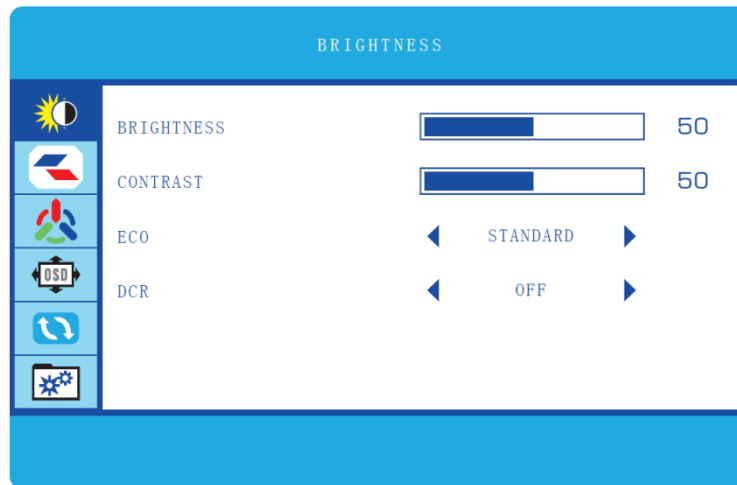 BRIGHTNESS
BRIGHTNESS 50
CONTRAST 50
ECO STANDARD
OSD
DCR OFF